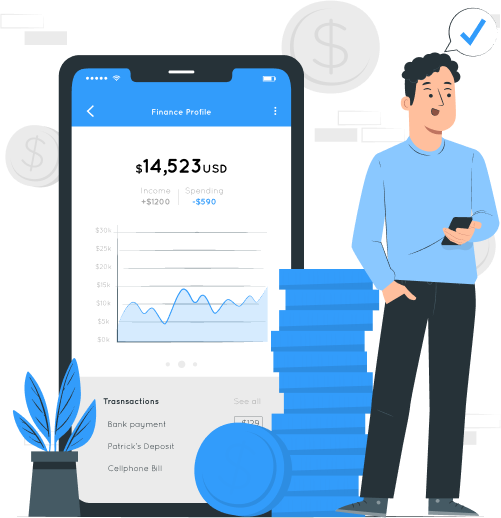 Finance Profile
$14,523USD
Income Spending
+$1200 -$590
$30k
$25k
$20k
$15k
$10k
$5k
$0k
Trasnsactions See all
Bank payment -$129
Patrick's Deposit
Cellphone Bill
$
$